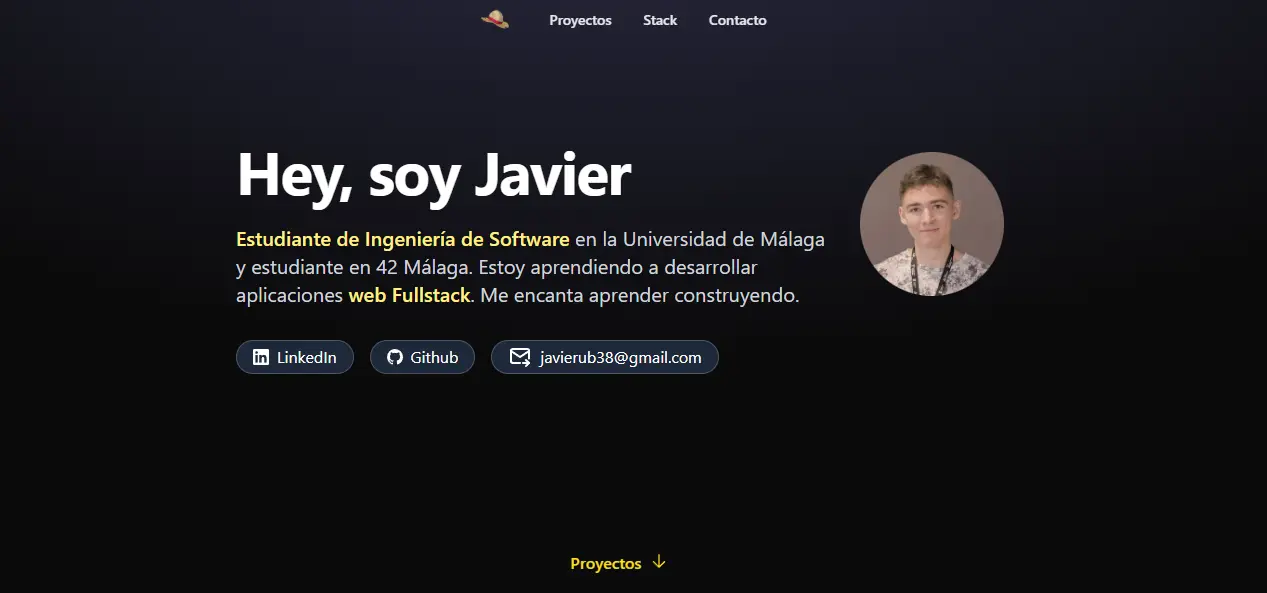 Proyectos Stack Contacto
Hey, soy Javier
Estudiante de Ingeniería de Software en la Universidad de Málaga
y estudiante en 42 Málaga. Estoy aprendiendo a desarrollar
aplicaciones web Fullstack. Me encanta aprender construyendo.
LinkedIn Github javierub38@gmail.com
Proyectos